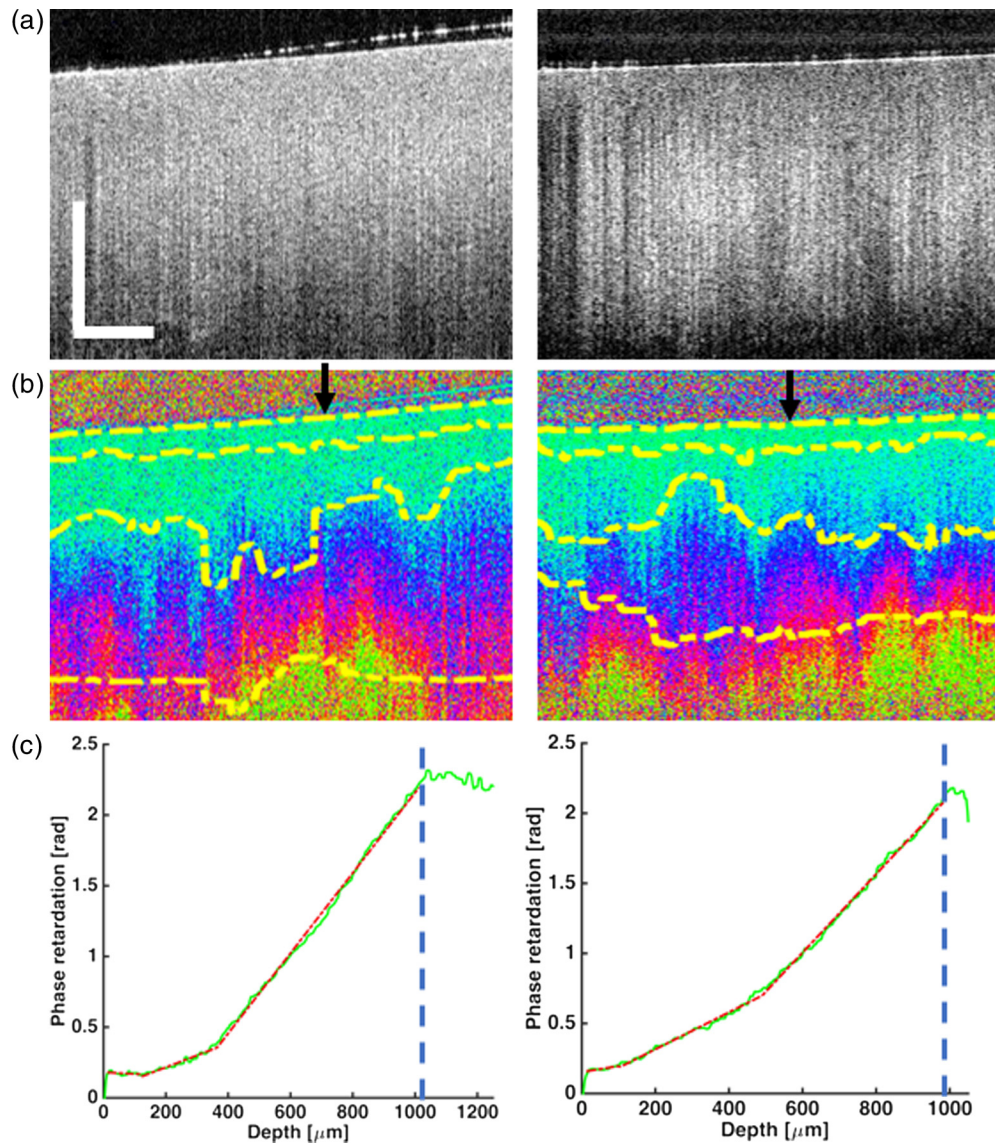 (a)
(b)
(c)
2.5
2
1.5
1
0.5
0
Phase retardation [rad]
0 200 400 600 800 1000 1200
Depth [μm]
2.5
2
1.5
1
0.5
0
Phase retardation [rad]
0 200 400 600 800 1000
Depth [μm]